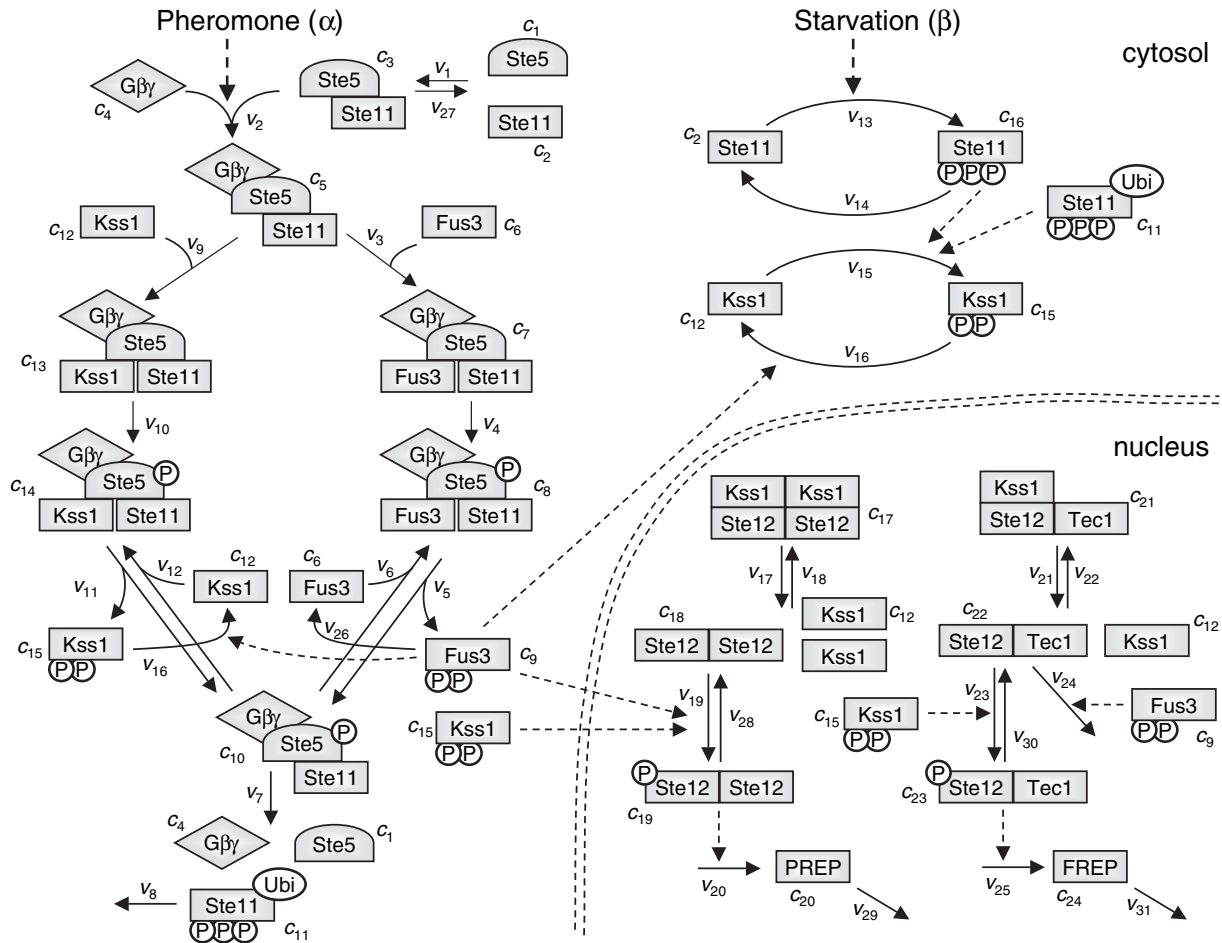 Pheromone (α)
Starvation (β)
cytosol
c1
Ste5
c3
Ste5
Ste11
v1
v27
Ste11
c2
Gβγ
c4
v2
Gβγ
Ste5
c5
Ste11
Kss1
c12
v9
v3
Fus3
c6
Gβγ
Ste5
c13
Kss1
Ste11
Gβγ
Ste5
c7
Fus3
Ste11
v10
v4
Gβγ
Ste5
P
c14
Kss1
Ste11
Gβγ
Ste5
P
c8
Fus3
Ste11
v11
v12
c12
Kss1
c6
Fus3
v6
v5
c15
Kss1
P P
v16
v26
Fus3
c9
P P
c15
Kss1
P P
Gβγ
Ste5
P
c10
Ste11
v7
c4
Gβγ
Ste5
c1
v8
Ste11
Ubi
P P P
c11
c2
Ste11
v13
c16
Ste11
P P P
v14
Ste11
Ubi
P P P
c11
v15
Kss1
c12
Kss1
P P
c15
v16
nucleus
Kss1
Kss1
Ste12
Ste12
c17
v17
v18
Kss1
c12
Kss1
c18
Ste12
Ste12
v19
v28
P
Ste12
Ste12
c19
v20
PREP
c20
v29
Kss1
Ste12
Tec1
c21
v21
v22
c22
Ste12
Tec1
Kss1
c12
v23
v24
v30
c15
Kss1
P P
Fus3
P P
c9
P
Ste12
Tec1
c23
v25
FREP
c24
v31